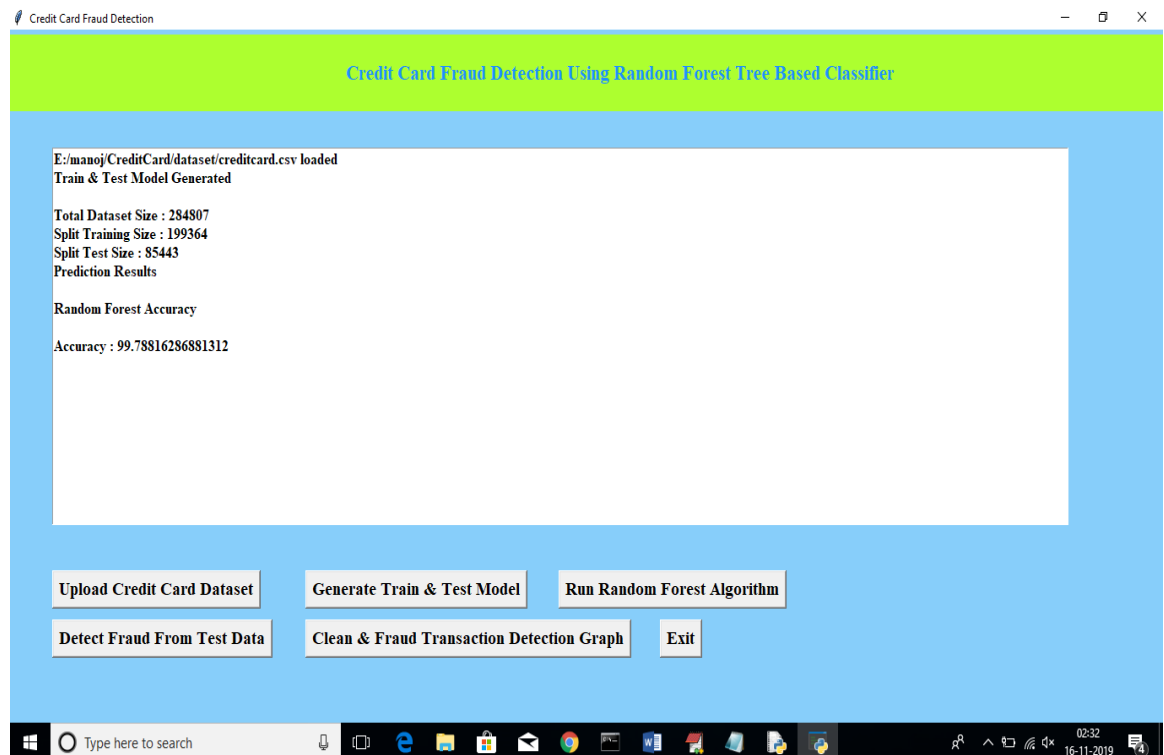 Credit Card Fraud Detection
Credit Card Fraud Detection Using Random Forest Tree Based Classifier
E:/manoj/CreditCard/dataset/creditcard.csv loaded
Train & Test Model Generated
Total Dataset Size : 284807
Split Training Size : 199364
Split Test Size : 85443
Prediction Results
Random Forest Accuracy
Accuracy : 99.78816286881312
Upload Credit Card Dataset
Generate Train & Test Model
Run Random Forest Algorithm
Detect Fraud From Test Data
Clean & Fraud Transaction Detection Graph
Exit
Type here to search
02:32
16-11-2019
4